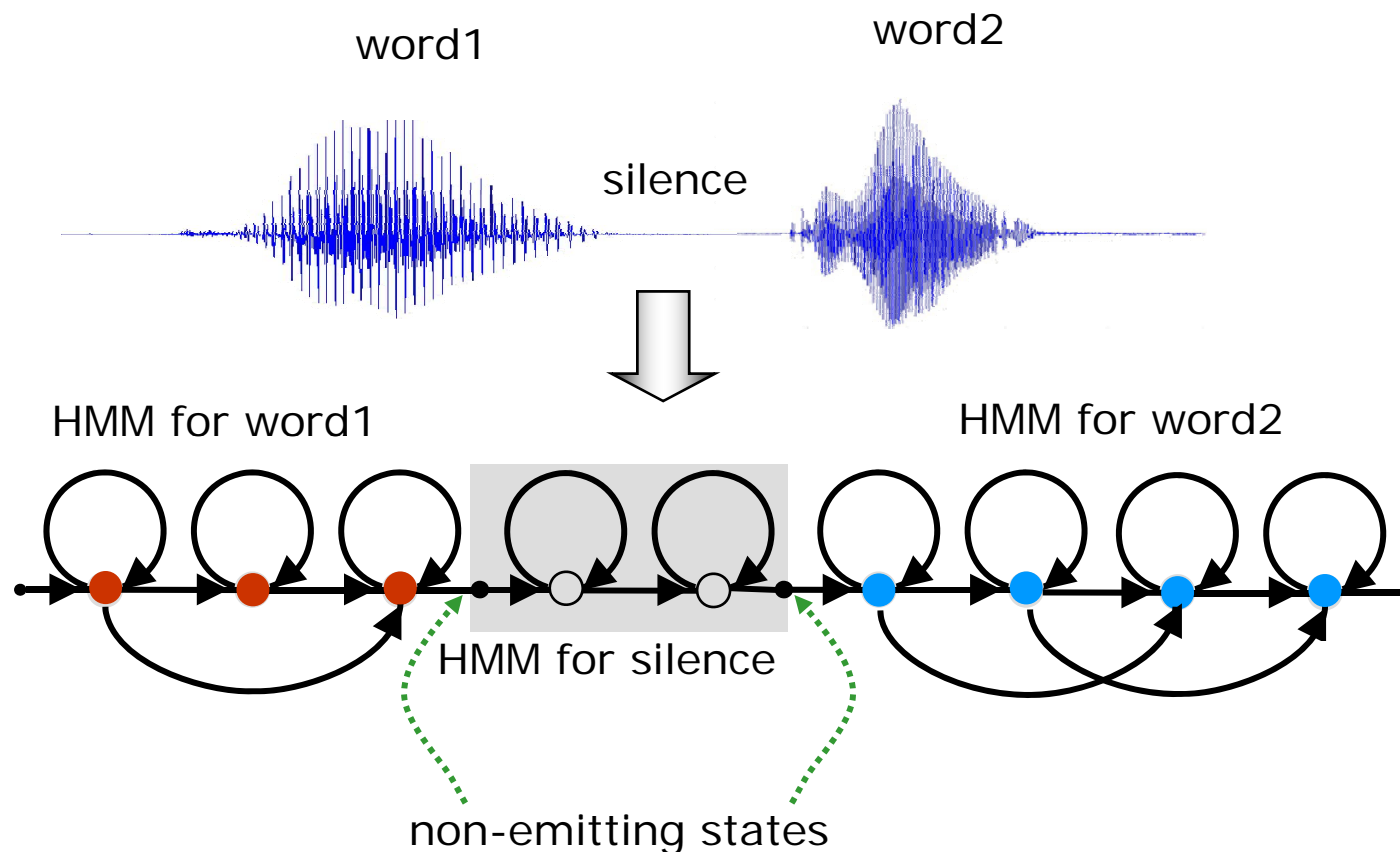 word1
word2
silence
HMM for word1
HMM for word2
HMM for silence
non-emitting states